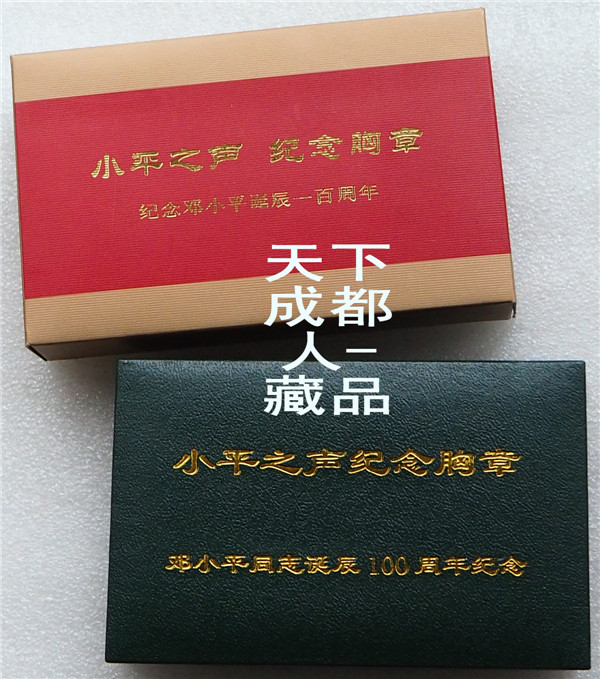 小平之声 纪念胸章
纪念邓小平诞辰一百周年
天下
成都
人-
藏品
小平之声纪念胸章
邓小平同志诞辰100周年纪念